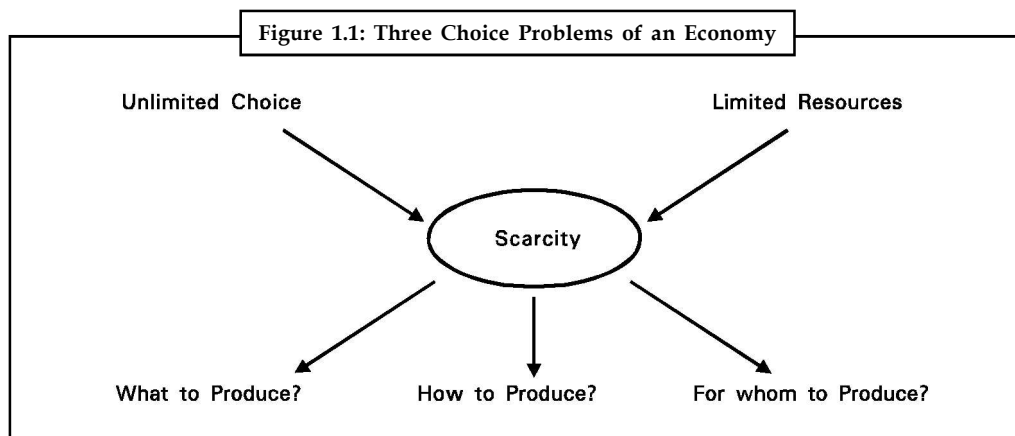 Figure 1.1: Three Choice Problems of an Economy
Unlimited Choice
Limited Resources
Scarcity
What to Produce?
How to Produce?
For whom to Produce?